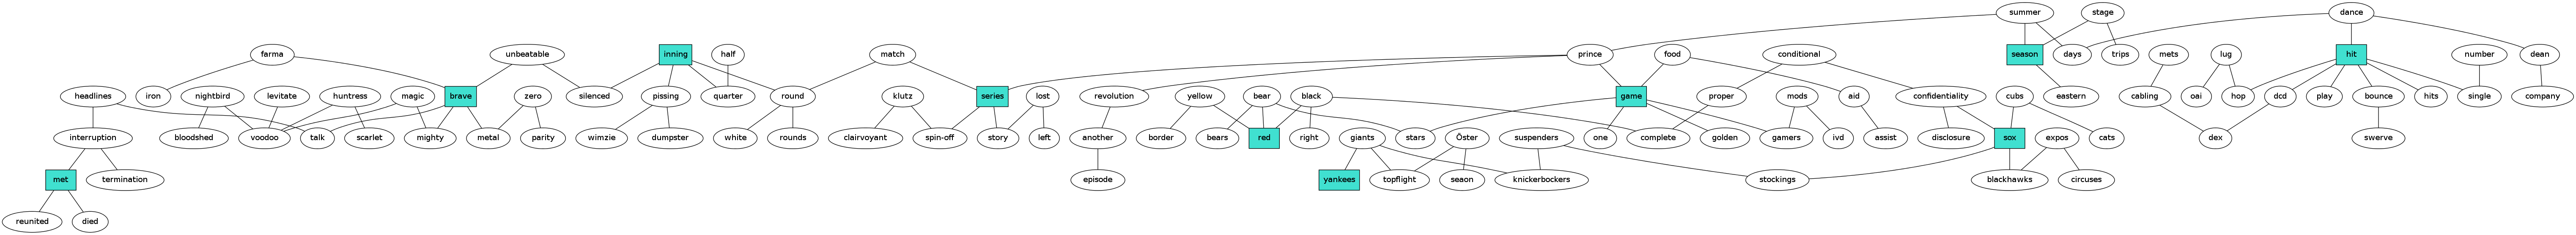 summer stage dance
farma unbeatable inning half match prince food conditional season days trips mets lug hit number dean
headlines iron nightbird levitate huntress magic brave zero silenced pissing quarter round klutz series lost revolution yellow bear black game proper mods aid confidentiality cubs eastern cabling oai hop dcd play bounce hits single company
interruption bloodshed voodoo talk scarlet mighty metal parity wimzie dumpster white rounds clairvoyant spin-off story left another border bears red right giants stars Öster suspenders one complete golden gamers ivd assist disclosure sox expos cats dex swerve
met termination episode yankees topflight seaon knickerbockers stockings blackhawks circuses
reunited died